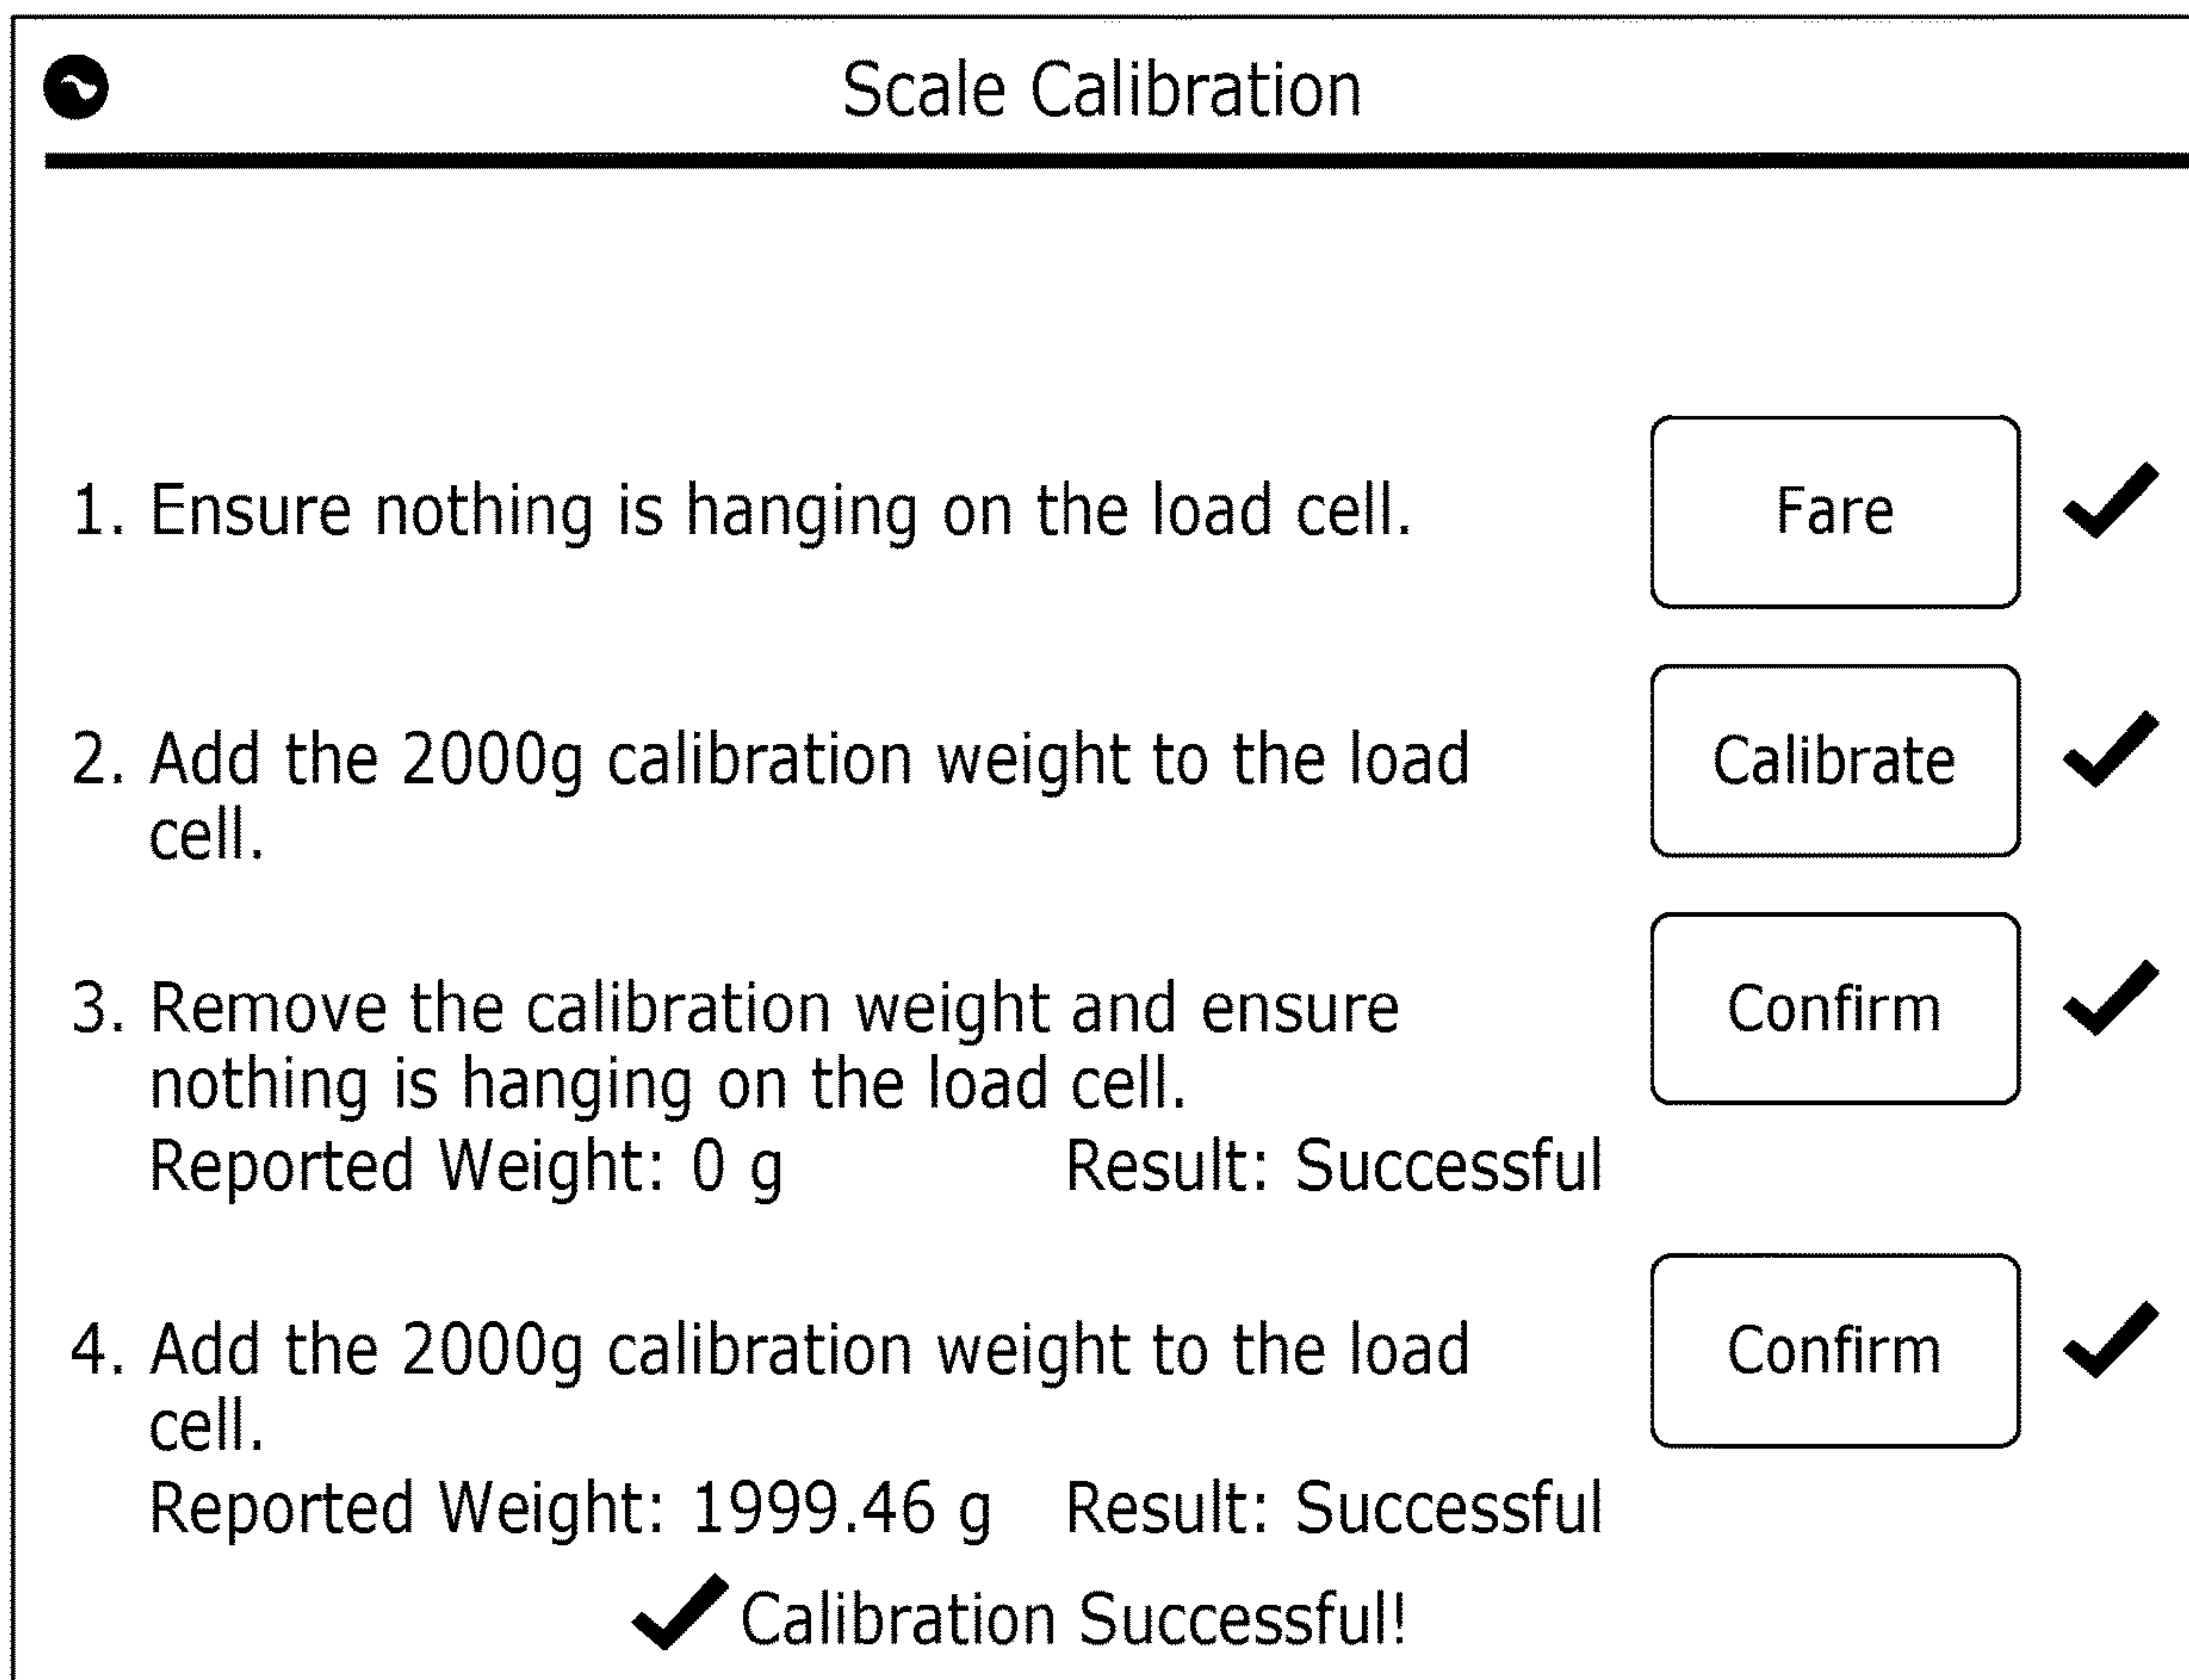 Scale Calibration
1. Ensure nothing is hanging on the load cell.
Fare
2. Add the 2000g calibration weight to the load
cell.
Calibrate
3. Remove the calibration weight and ensure
nothing is hanging on the load cell.
Confirm
Reported Weight: 0 g Result: Successful
4. Add the 2000g calibration weight to the load
cell.
Confirm
Reported Weight: 1999.46 g Result: Successful
Calibration Successful!